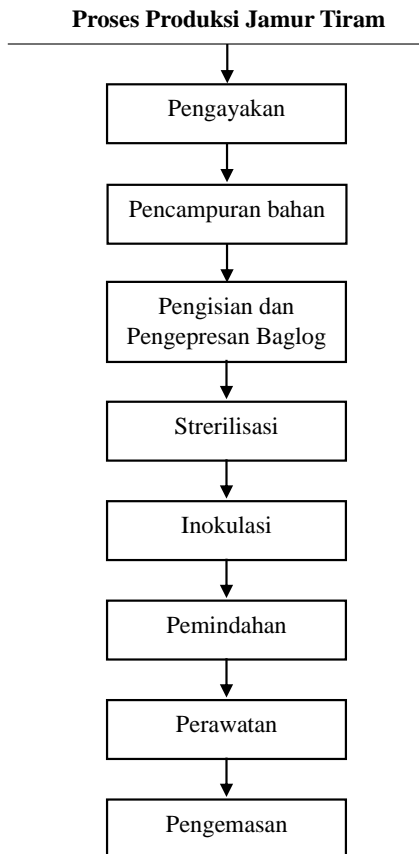 Proses Produksi Jamur Tiram
Pengayakan
Pencampuran bahan
Pengisian dan
Pengepresan Baglog
Strerilisasi
Inokulasi
Pemindahan
Perawatan
Pengemasan